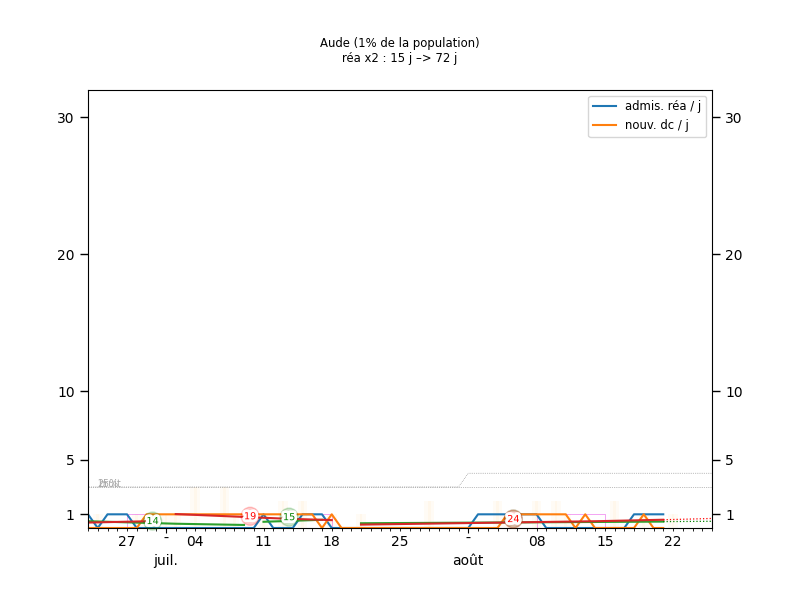 Aude (1% de la population)
réa x2 : 15 j –> 72 j
admis. réa / j
nouv. dc / j
30 30
20 20
10 10
5 5
1 1
14 19 15 24
27 - 04 11 18 25 - 08 15 22
juil. août